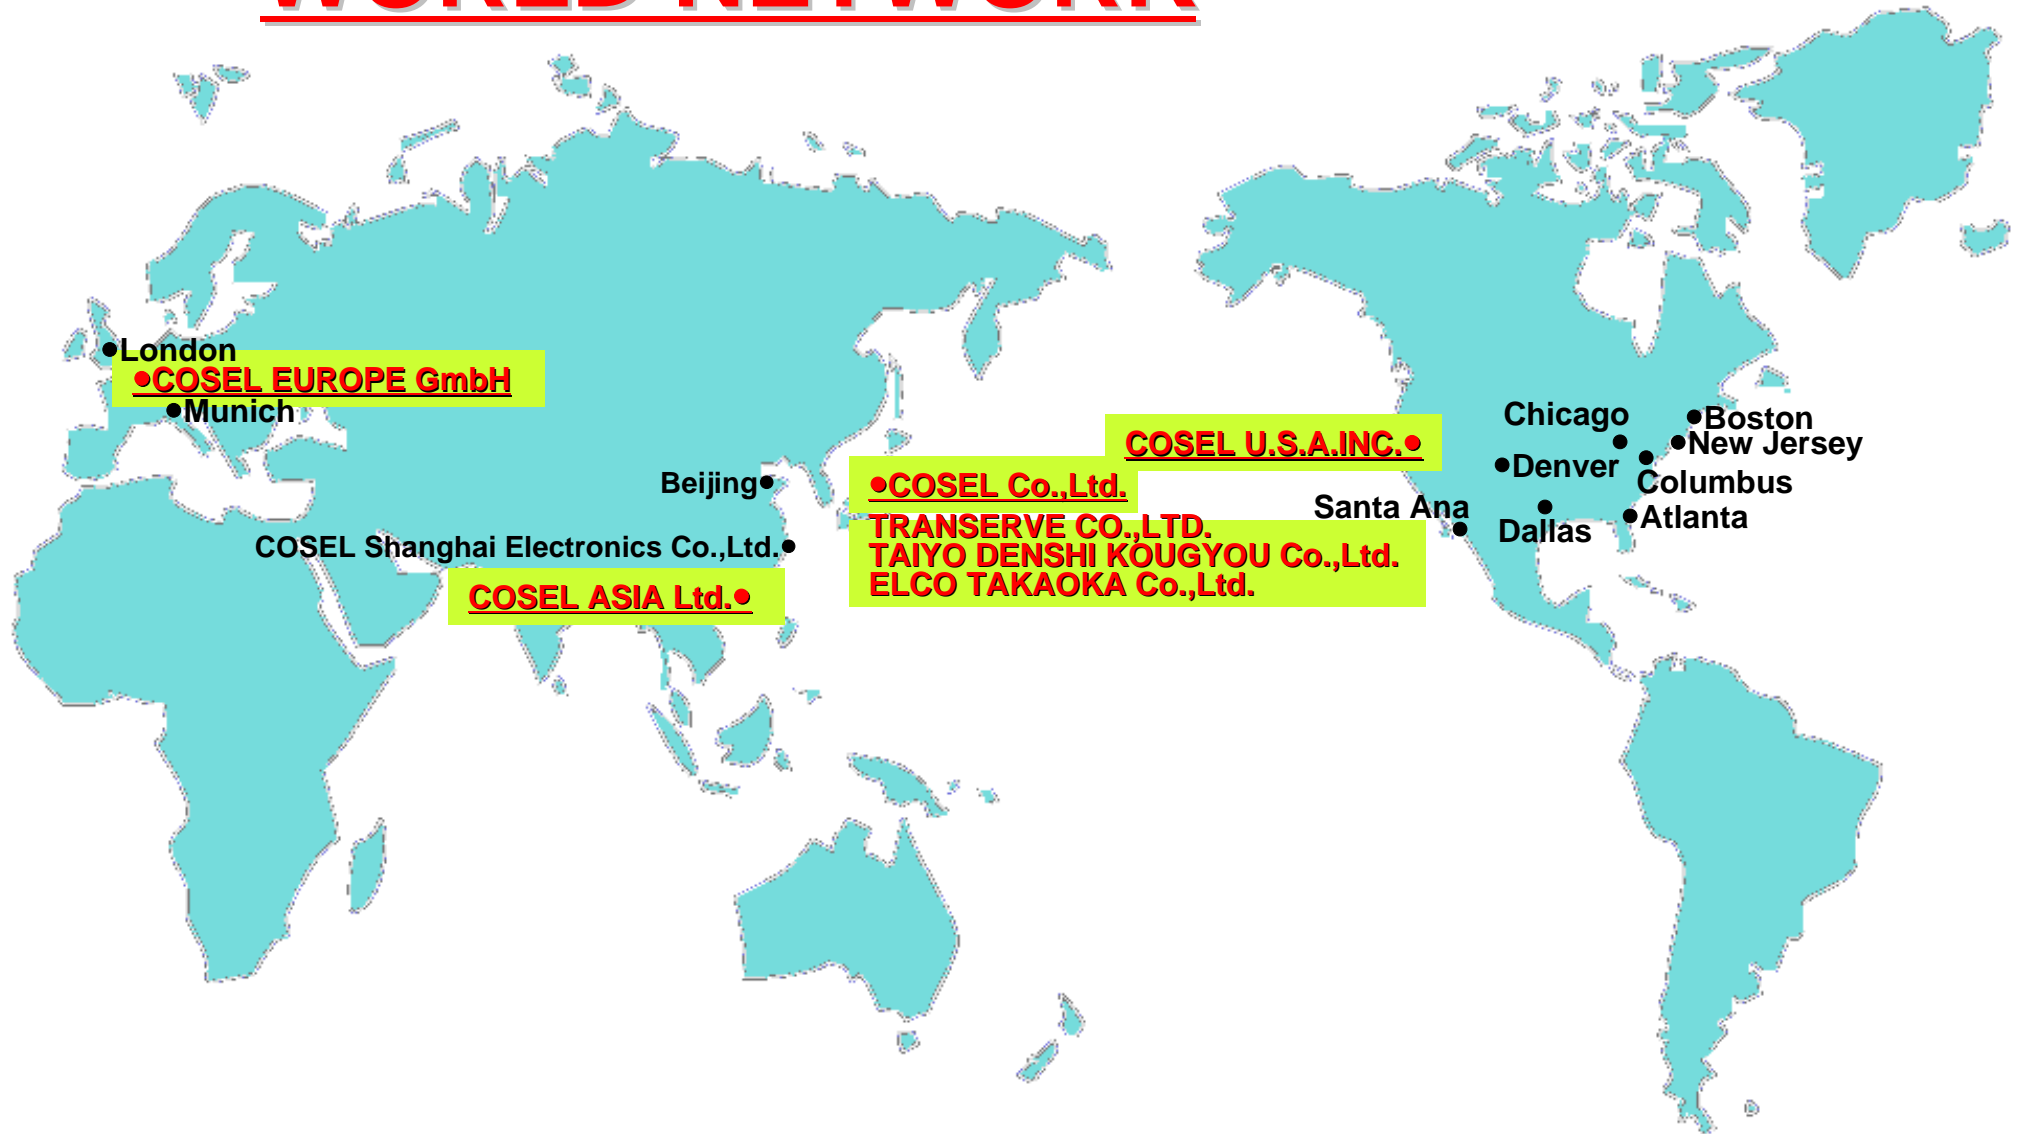 WORLD NETWORK
●London
●COSEL EUROPE GmbH
●Munich
Beijing●
COSEL Shanghai Electronics Co.,Ltd.●
COSEL ASIA Ltd.●
●COSEL Co.,Ltd.
TRANSERVE CO.,LTD.
TAIYO DENSHI KOUGYOU Co.,Ltd.
ELCO TAKAOKA Co.,Ltd.
COSEL U.S.A.INC.●
Santa Ana
Chicago
●Denver
Dallas
●Boston
●New Jersey
Columbus
●Atlanta